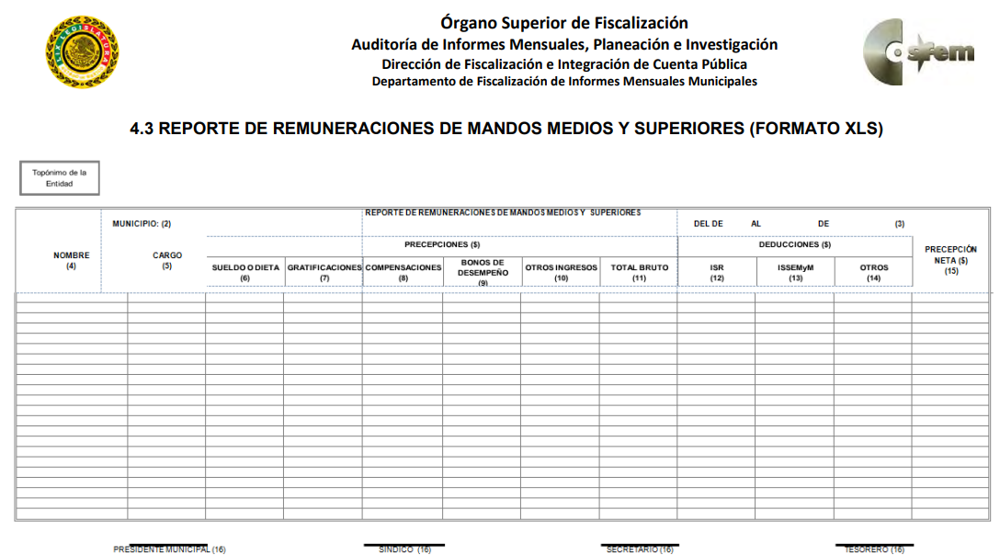 Órgano Superior de Fiscalización
Auditoría de Informes Mensuales, Planeación e Investigación
Dirección de Fiscalización e Integración de Cuenta Pública
Departamento de Fiscalización de Informes Mensuales Municipales
LIX LEGISLATURA
osfem
4.3 REPORTE DE REMUNERACIONES DE MANDOS MEDIOS Y SUPERIORES (FORMATO XLS)
Topónimo de la
Entidad
REPORTE DE REMUNERACIONES DE MANDOS MEDIOS Y SUPERIORES
MUNICIPIO: (2)
DEL DE AL DE (3)
NOMBRE
(4)
CARGO
(5)
PRECEPCIONES ($)
DEDUCCIONES ($)
PRECEPCIÓN
NETA ($)
(15)
SUELDO O DIETA
(6)
GRATIFICACIONES
(7)
COMPENSACIONES
(8)
BONOS DE
DESEMPEÑO
(9)
OTROS INGRESOS
(10)
TOTAL BRUTO
(11)
ISR
(12)
ISSEMyM
(13)
OTROS
(14)
PRESIDENTE MUNICIPAL (16)
SÍNDICO (16)
SECRETARIO (16)
TESORERO (16)